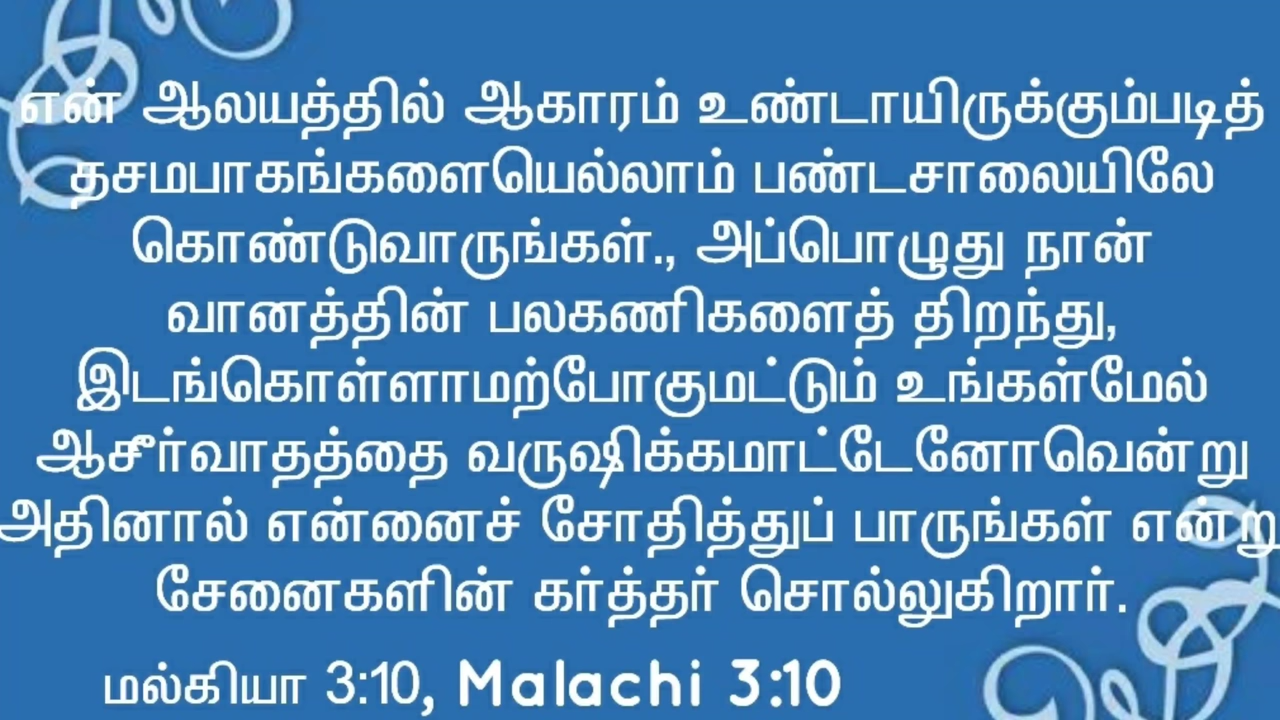 என் ஆலயத்தில் ஆகாரம் உண்டாயிருக்கும்படித்
தசமபாகங்களையெல்லாம் பண்டசாலையிலே
கொண்டுவாருங்கள்., அப்பொழுது நான்
வானத்தின் பலகணிகளைத் திறந்து,
இடங்கொள்ளாமற்போகுமட்டும் உங்கள்மேல்
ஆசீர்வாதத்தை வருஷிக்கமாட்டேனோவென்று
அதினால் என்னைச் சோதித்துப் பாருங்கள் என்று
சேனைகளின் கர்த்தர் சொல்லுகிறார்.
மல்கியா 3:10, Malachi 3:10